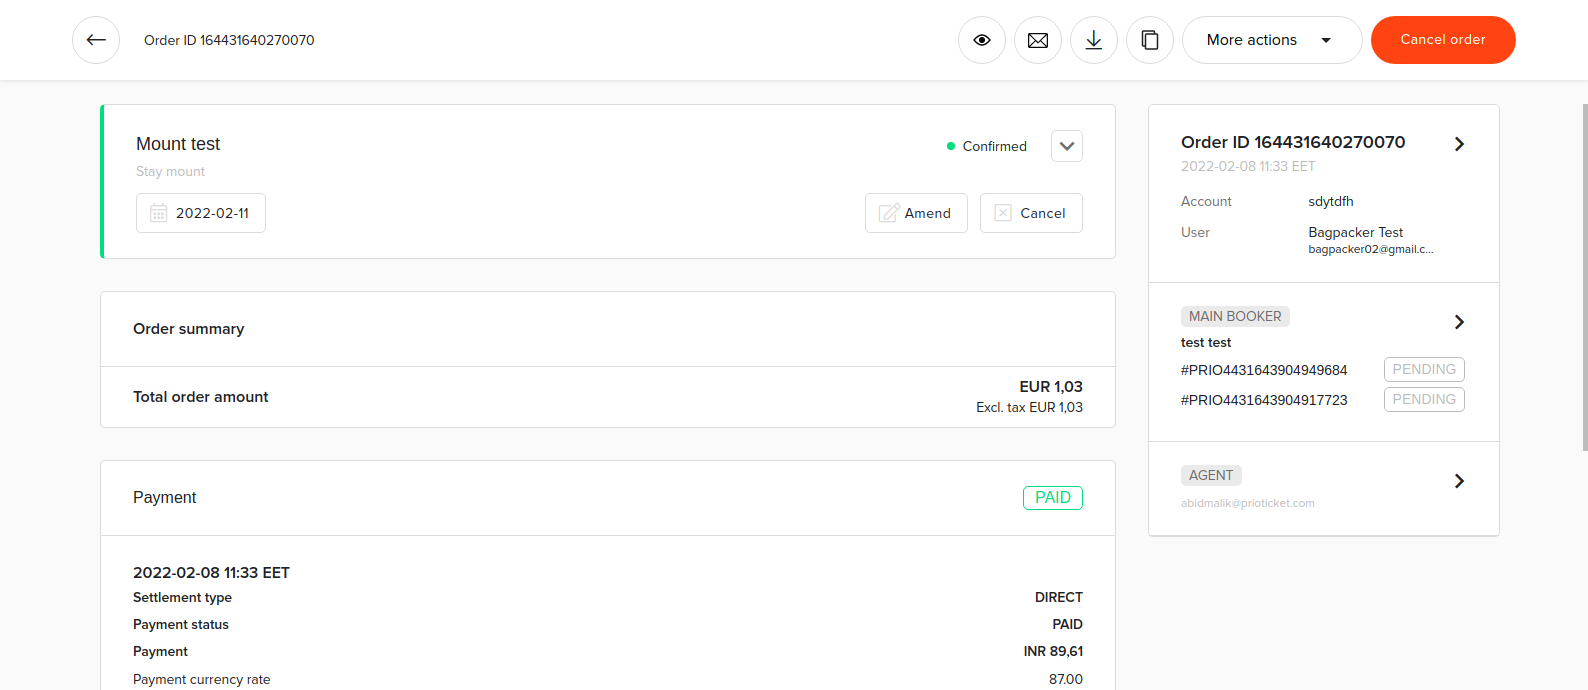 Order ID 164431640270070
More actions
Cancel order
Mount test
Confirmed
Stay mount
2022-02-11
Amend
Cancel
Order summary
Total order amount
EUR 1,03
Excl. tax EUR 1,03
Payment
PAID
2022-02-08 11:33 EET
Settlement type DIRECT
Payment status PAID
Payment INR 89,61
Payment currency rate 87.00
Order ID 164431640270070
2022-02-08 11:33 EET
Account sdytdfh
User Bagpacker Test
bagpacker02@gmail.c...
MAIN BOOKER
test test
#PRIO4431643904949684 PENDING
#PRIO4431643904917723 PENDING
AGENT
abidmalik@prioticket.com